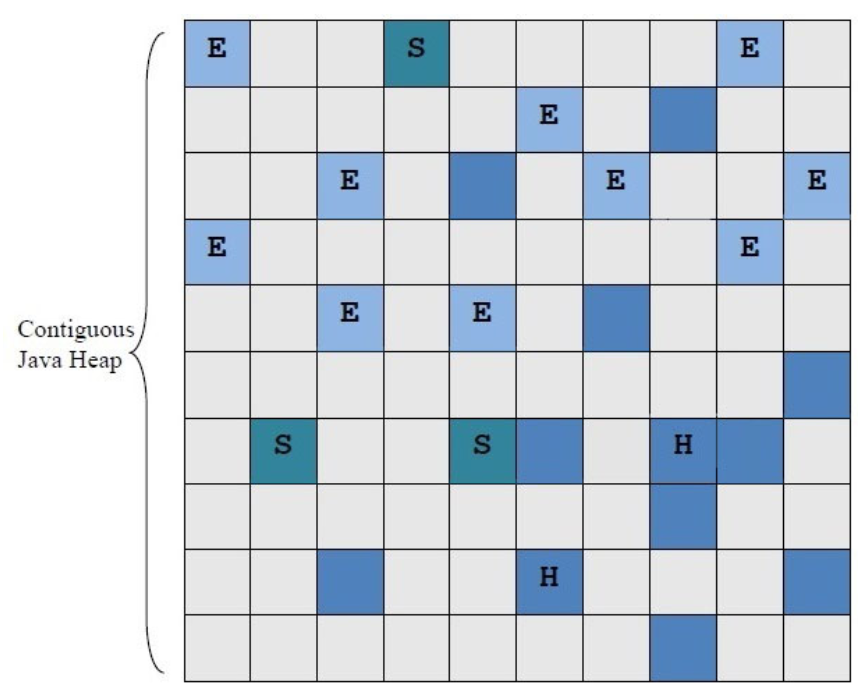 E S E
E
E E E
E E
Contiguous
Java Heap
E E
S S H
H